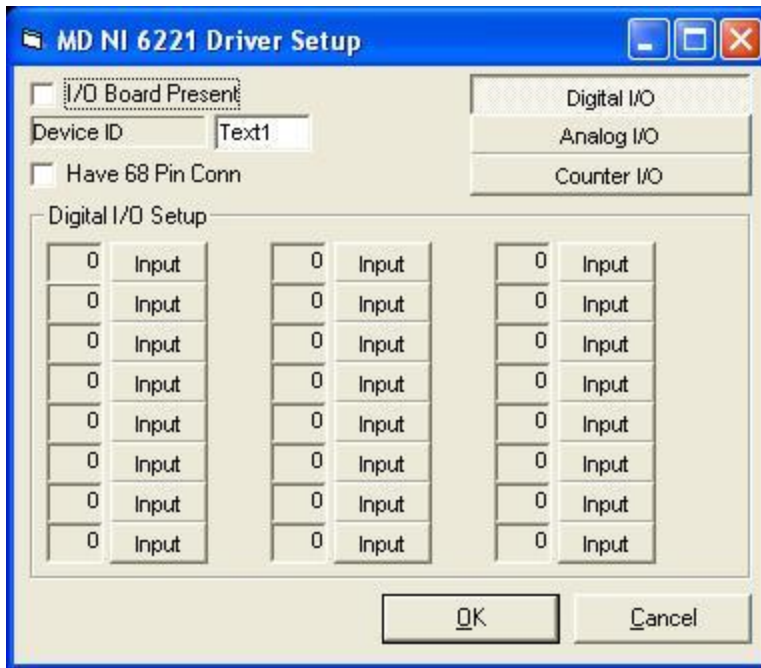 MD NI 6221 Driver Setup
I/O Board Present
Digital I/O
Device ID Text1
Analog I/O
Have 68 Pin Conn
Counter I/O
Digital I/O Setup
0 Input 0 Input 0 Input
0 Input 0 Input 0 Input
0 Input 0 Input 0 Input
0 Input 0 Input 0 Input
0 Input 0 Input 0 Input
0 Input 0 Input 0 Input
0 Input 0 Input 0 Input
0 Input 0 Input 0 Input
OK Cancel